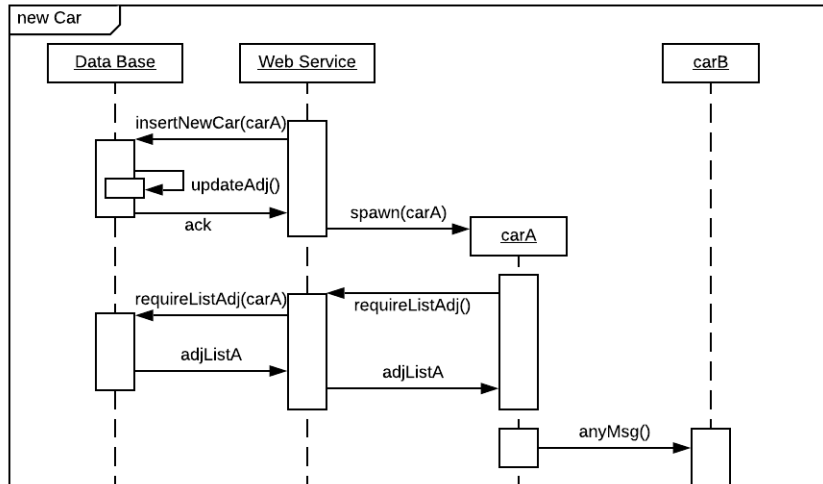 new Car
Data Base
Web Service
carB
insertNewCar(carA)
updateAdj()
ack
spawn(carA)
carA
requireListAdj(carA)
requireListAdj()
adjListA
adjListA
anyMsg()